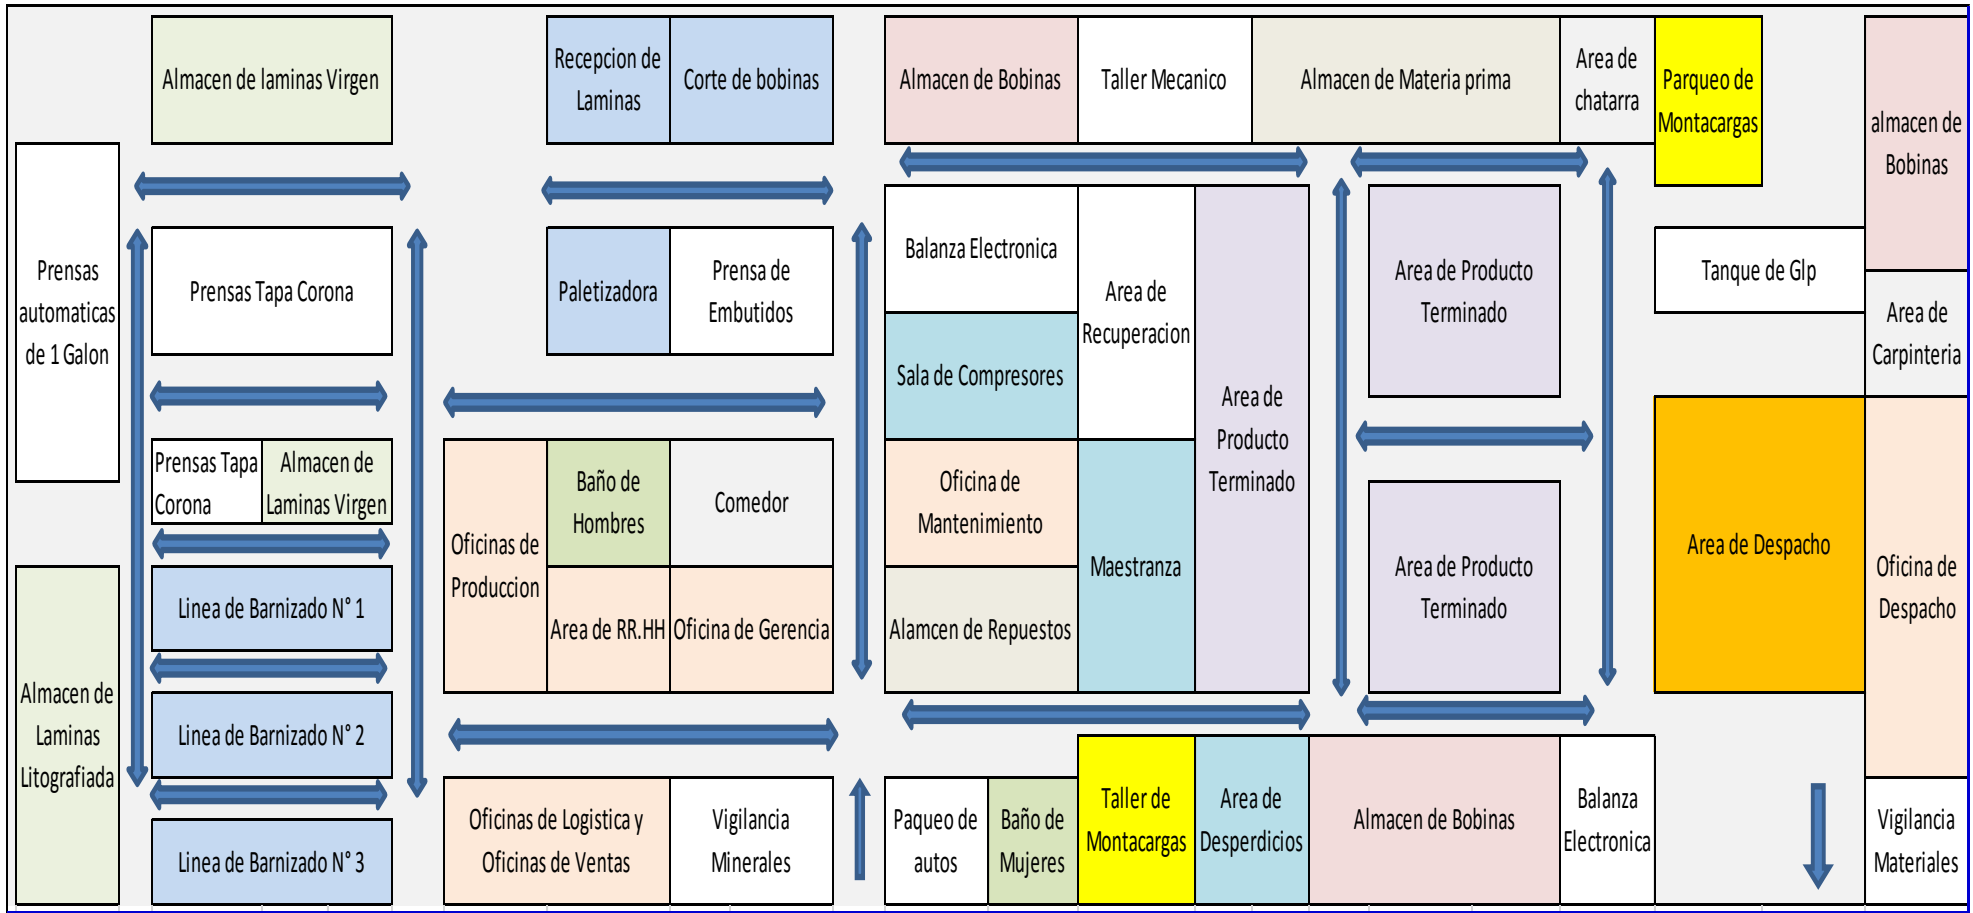 Almacen de laminas Virgen
Recepcion de
Laminas
Corte de bobinas
Almacen de Bobinas
Taller Mecanico
Almacen de Materia prima
Area de
chatarra
Parqueo de
Montacargas
almacen de
Bobinas
Prensas
automaticas
de 1 Galon
Prensas Tapa Corona
Paletizadora
Prensa de
Embutidos
Balanza Electronica
Area de
Recuperacion
Area de
Producto
Terminado
Area de Producto
Terminado
Tanque de Glp
Area de
Carpinteria
Sala de Compresores
Prensas Tapa
Corona
Almacen de
Laminas Virgen
Oficinas de
Produccion
Baño de
Hombres
Comedor
Oficina de
Mantenimiento
Maestranza
Area de Producto
Terminado
Area de Despacho
Oficina de
Despacho
Almacen de
Laminas
Litografiada
Linea de Barnizado N° 1
Area de RR.HH
Oficina de Gerencia
Alamcen de Repuestos
Linea de Barnizado N° 2
Linea de Barnizado N° 3
Oficinas de Logistica y
Oficinas de Ventas
Vigilancia
Minerales
Paqueo de
autos
Baño de
Mujeres
Taller de
Montacargas
Area de
Desperdicios
Almacen de Bobinas
Balanza
Electronica
Vigilancia
Materiales